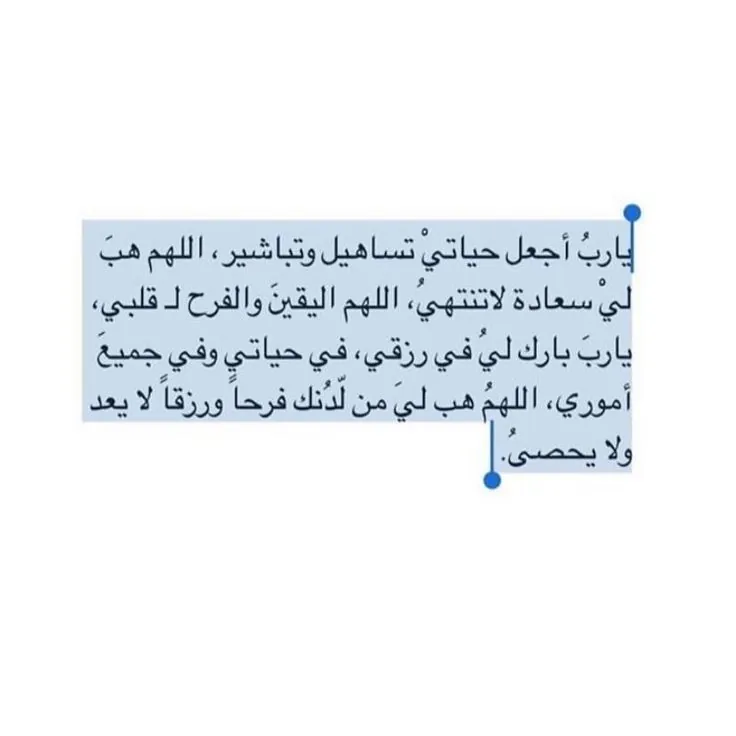 ياربُ أجعل حياتيْ تساهيل وتباشير ، اللهم هبَ
ليْ سعادة لاتنتهيُ، اللهم اليقينَ والفرح لـ قلبي،
ياربَ بارك ليُ في رزقي، في حياتي وفي جميعَ
أموري، اللهمُ هب ليَ من لّدُنك فرحاً ورزقاً لا يعد
ولا يحصىُ.